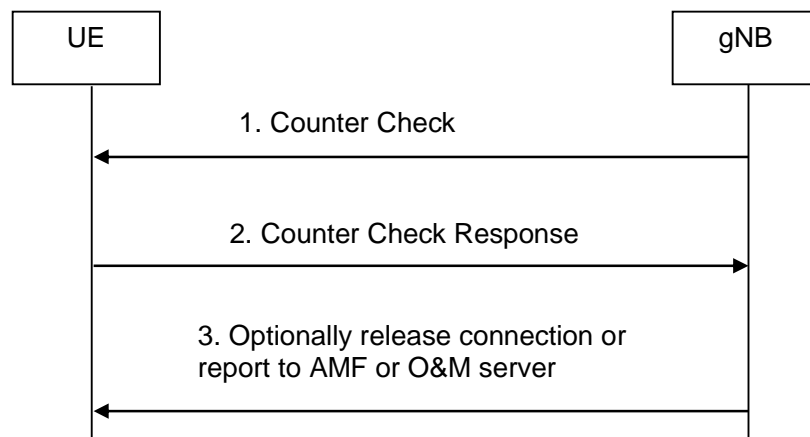 UE
gNB
1. Counter Check
2. Counter Check Response
3. Optionally release connection or
report to AMF or O&M server